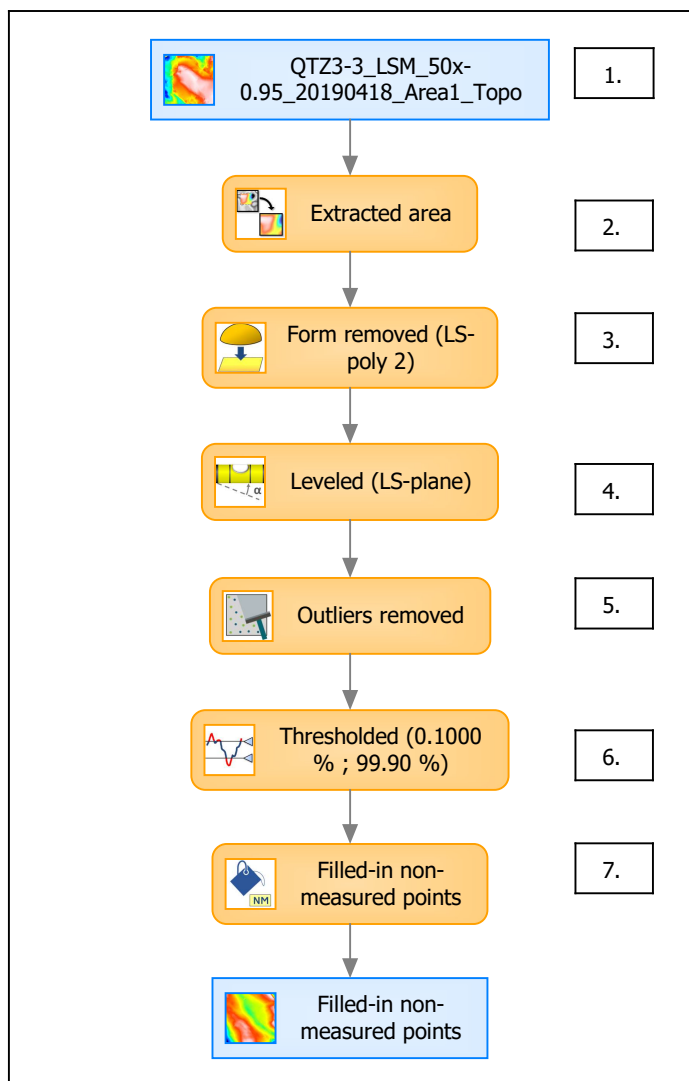 QTZ3-3_LSM_50x-
0.95_20190418_Area1_Topo
1.
Extracted area
2.
Form removed (LS-
poly 2)
3.
α
Leveled (LS-plane)
4.
Outliers removed
5.
Thresholded (0.1000
% ; 99.90 %)
6.
NM
Filled-in non-
measured points
7.
Filled-in non-
measured points